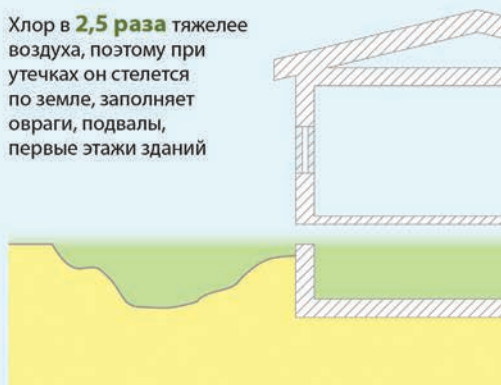 Хлор в 2,5 раза тяжелее
воздуха, поэтому при
утечках он стелется
по земле, заполняет
овраги, подвалы,
первые этажи зданий